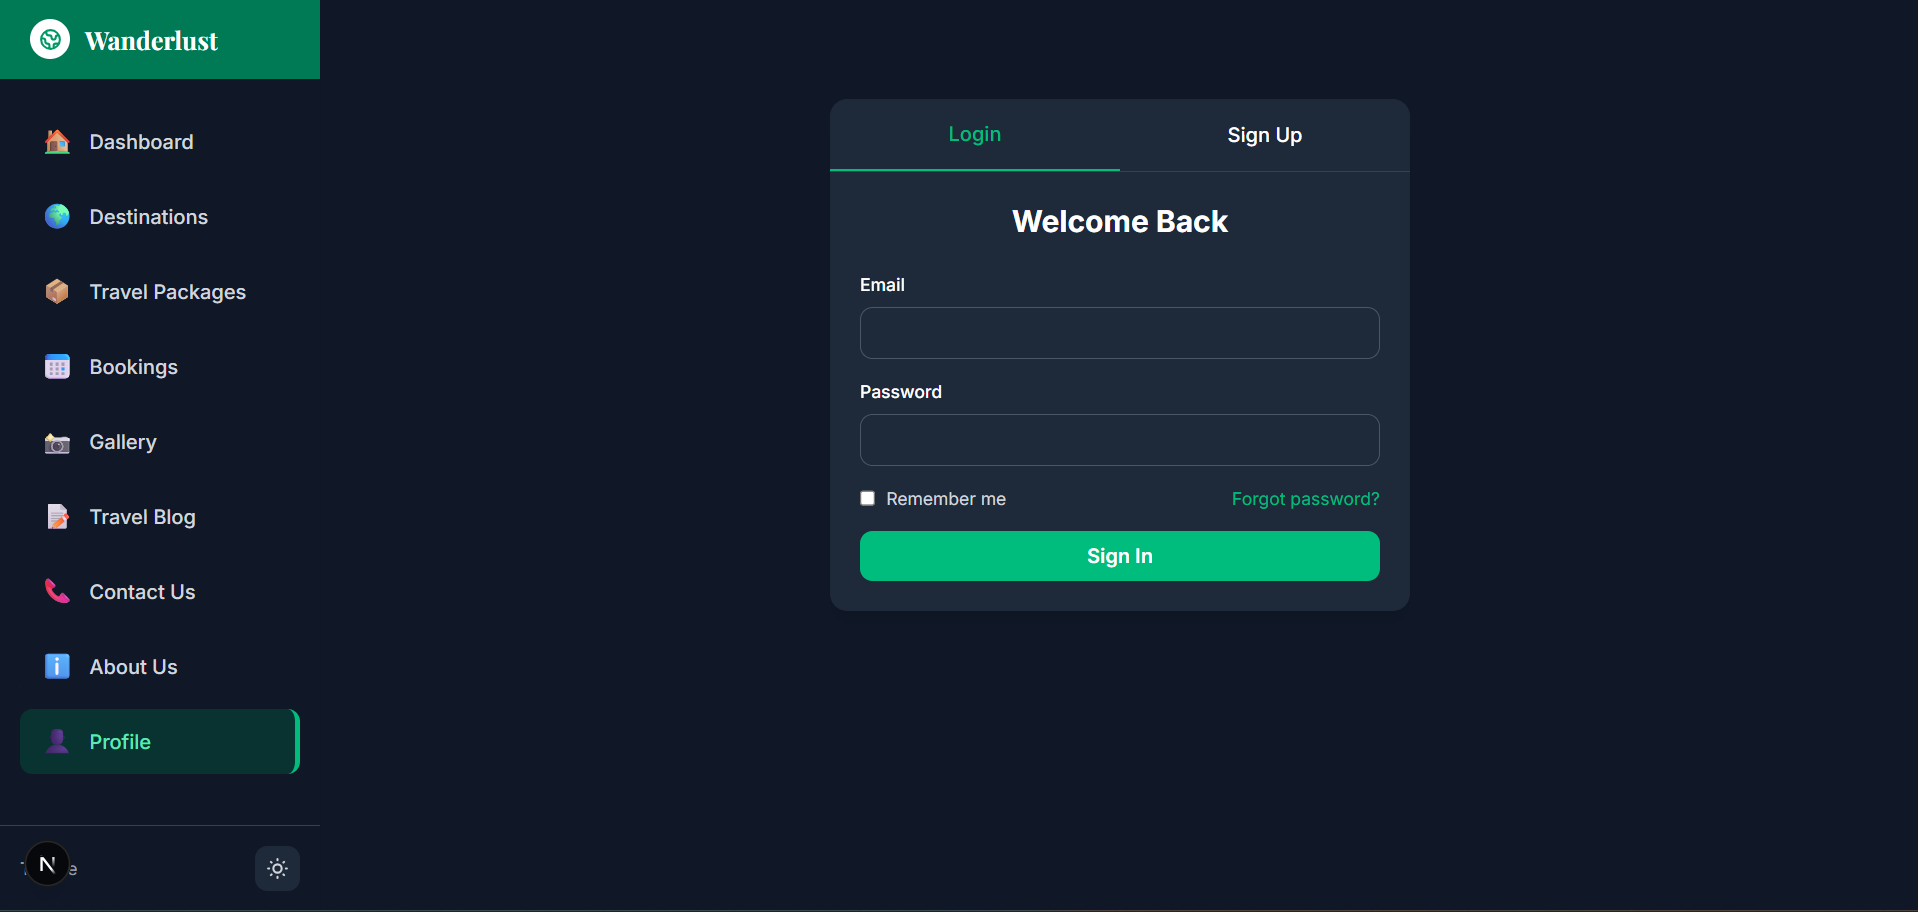 Wanderlust
Dashboard
Destinations
Travel Packages
Bookings
Gallery
Travel Blog
Contact Us
About Us
Profile
N
Login
Sign Up
Welcome Back
Email
Password
Remember me
Forgot password?
Sign In